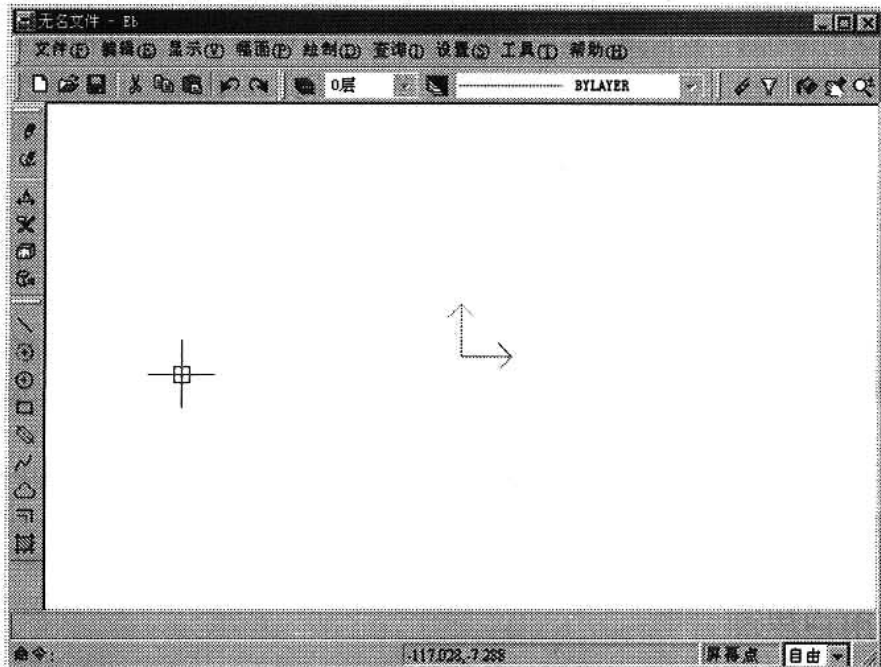 无名文件 - Eb
文件(F) 编辑(E) 显示(V) 幅面(P) 绘制(D) 查询(I) 设置(S) 工具(T) 帮助(H)
0层 BYLAYER
命令: -117.028,-7.288 屏幕点 自由